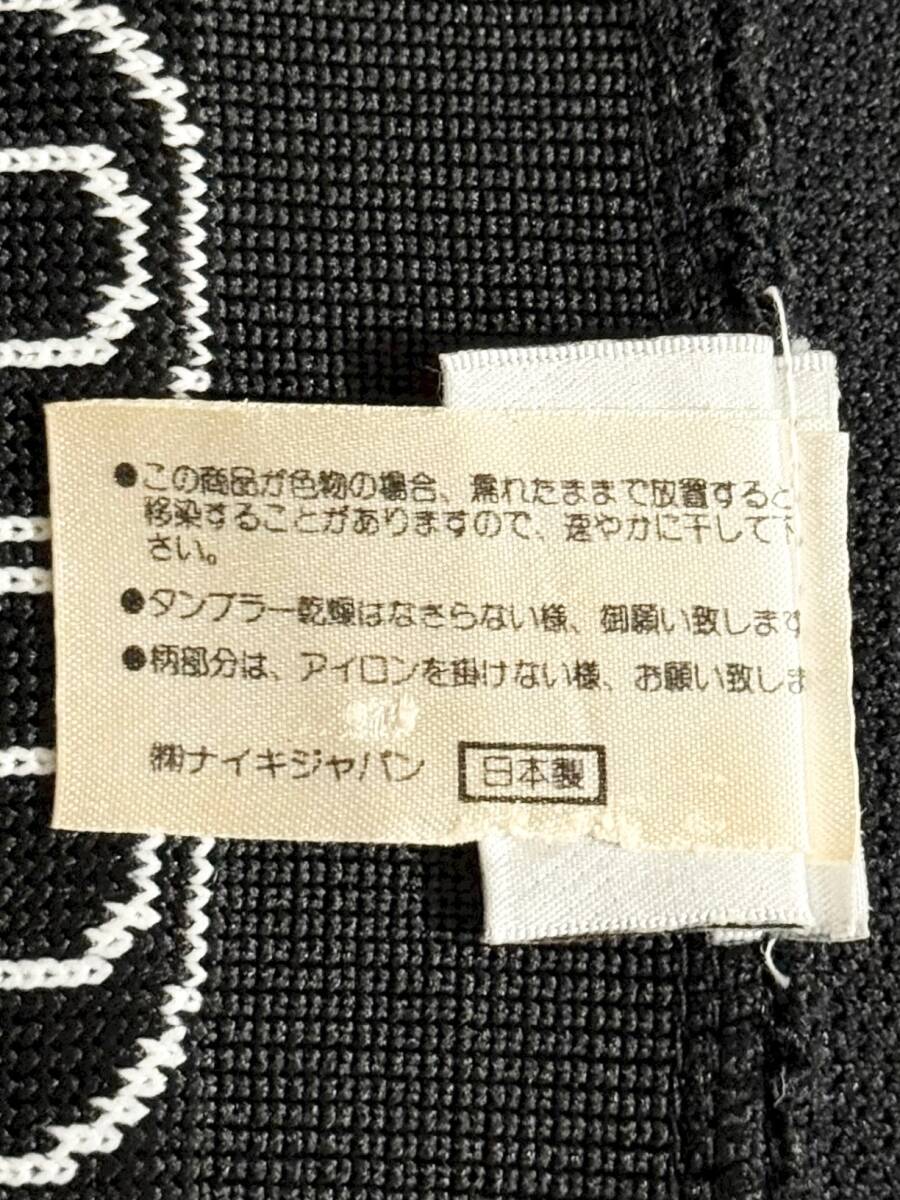 ●この商品が色物の場合、濡れたままで放置すると
移染することがありますので、速やかに干して下
さい。
●タンブラー乾燥はなさらない様、御願い致します
●柄部分は、アイロンを掛けない様、お願い致しま
㈱ナイキジャパン 日本製